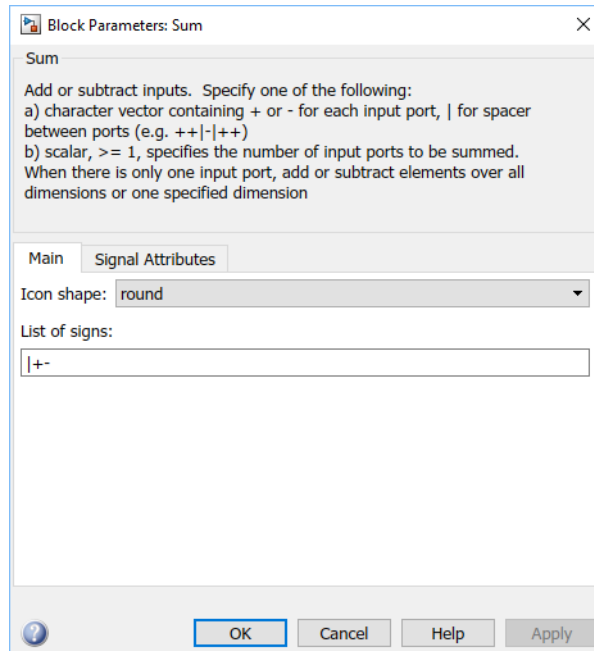 Block Parameters: Sum
Sum
Add or subtract inputs.  Specify one of the following:
a) character vector containing + or - for each input port, | for spacer
between ports (e.g. ++|-|++)
b) scalar, >= 1, specifies the number of input ports to be summed.
When there is only one input port, add or subtract elements over all
dimensions or one specified dimension
Main Signal Attributes
Icon shape: round
List of signs:
|+-
OK Cancel Help Apply